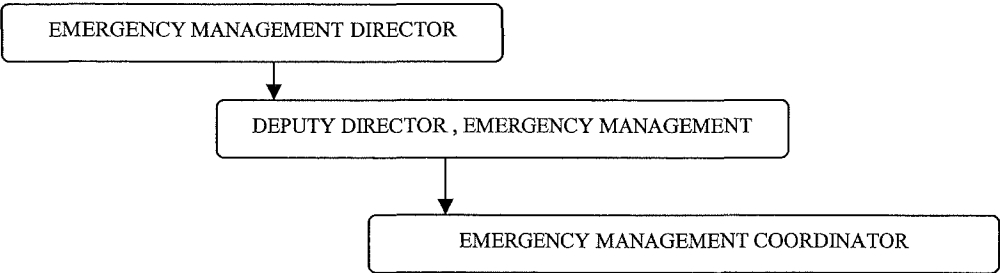 EMERGENCY MANAGEMENT DIRECTOR
DEPUTY DIRECTOR , EMERGENCY MANAGEMENT
EMERGENCY MANAGEMENT COORDINATOR